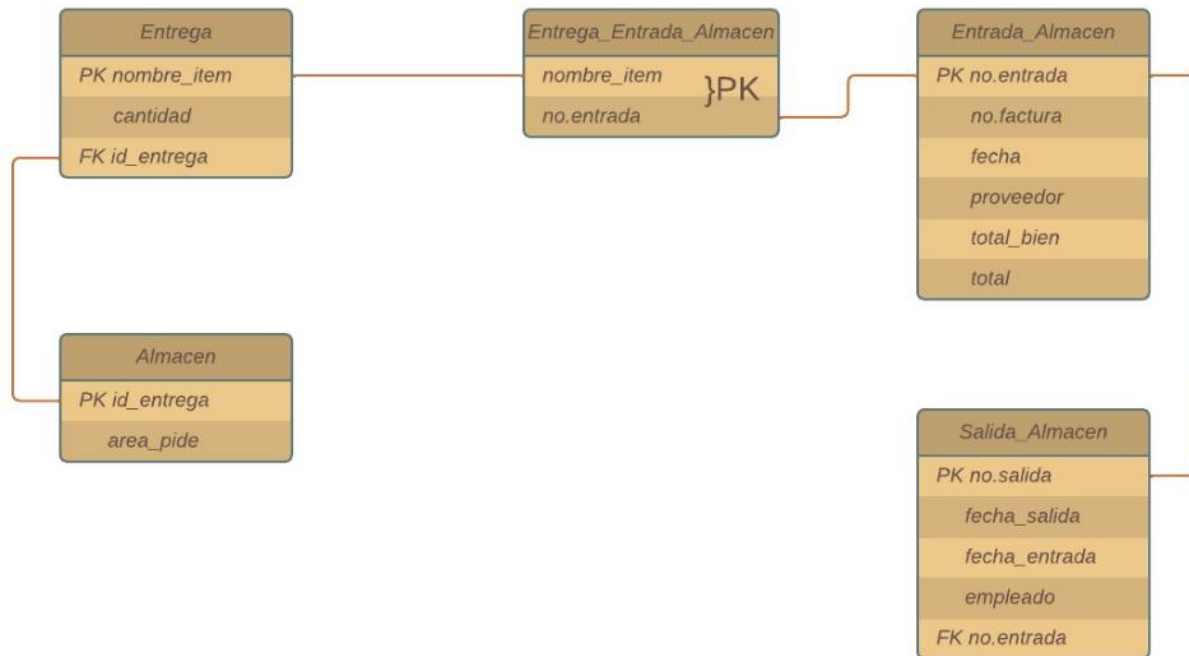 Entrega
PK nombre_item
cantidad
FK id_entrega
Entrega_Entrada_Almacen
nombre_item
no.entrada
}PK
Entrada_Almacen
PK no.entrada
no.factura
fecha
proveedor
total_bien
total
Almacen
PK id_entrega
area_pide
Salida_Almacen
PK no.salida
fecha_salida
fecha_entrada
empleado
FK no.entrada